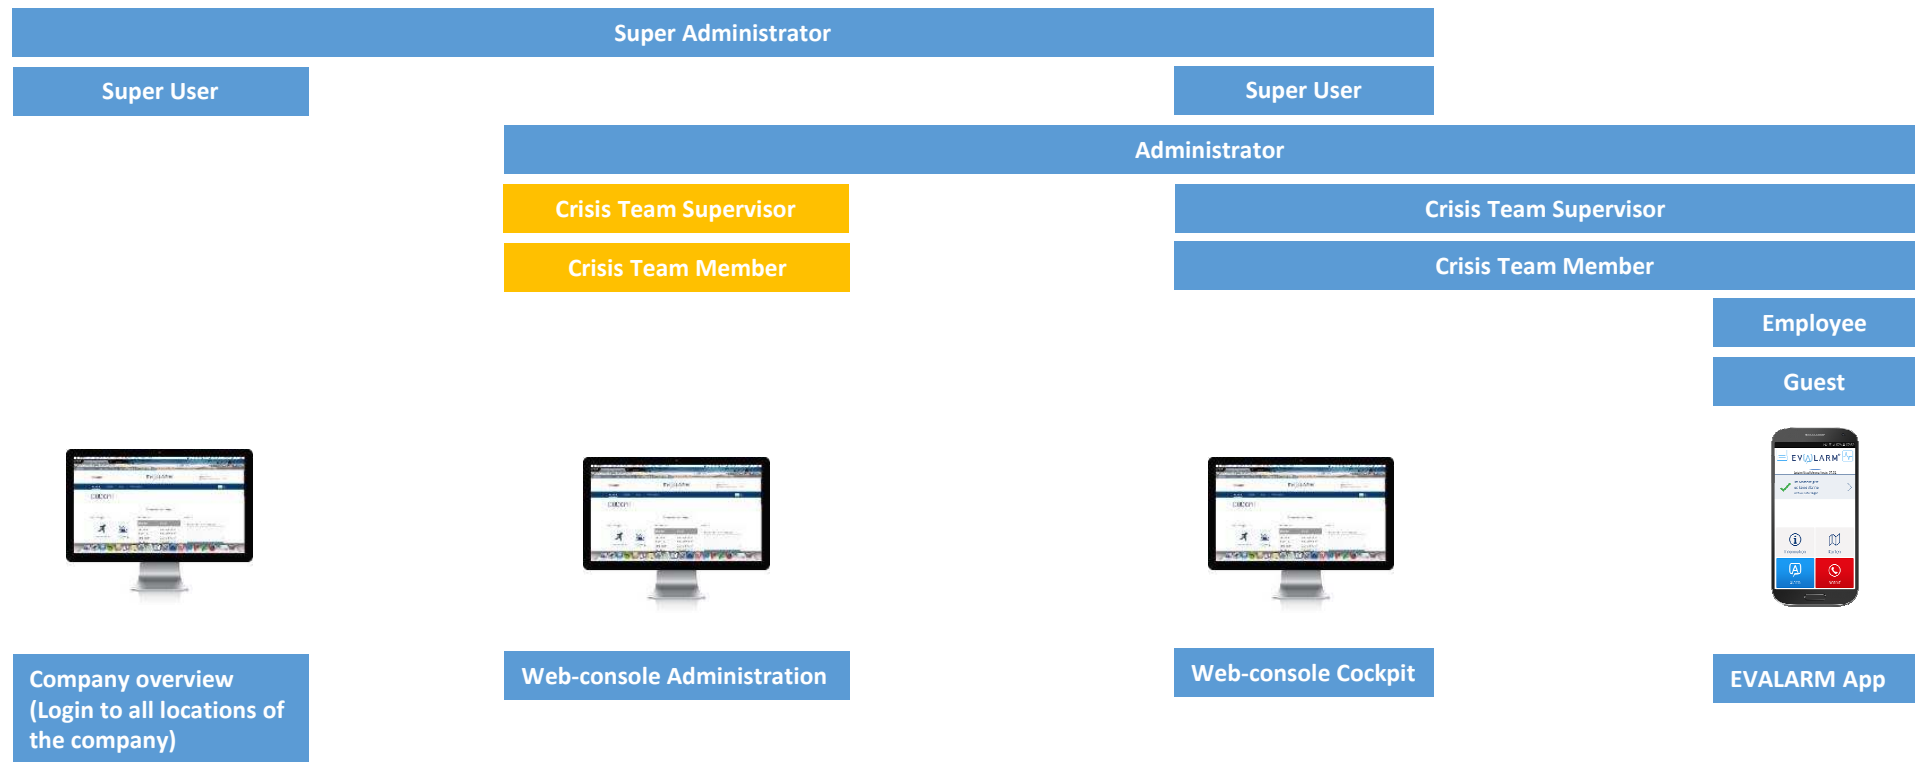 Super Administrator
Super User
Super User
Administrator
Crisis Team Supervisor
Crisis Team Supervisor
Crisis Team Member
Crisis Team Member
Employee
Guest
EVALARM
Company overview
(Login to all locations of
the company)
Web-console Administration
Web-console Cockpit
EVALARM App